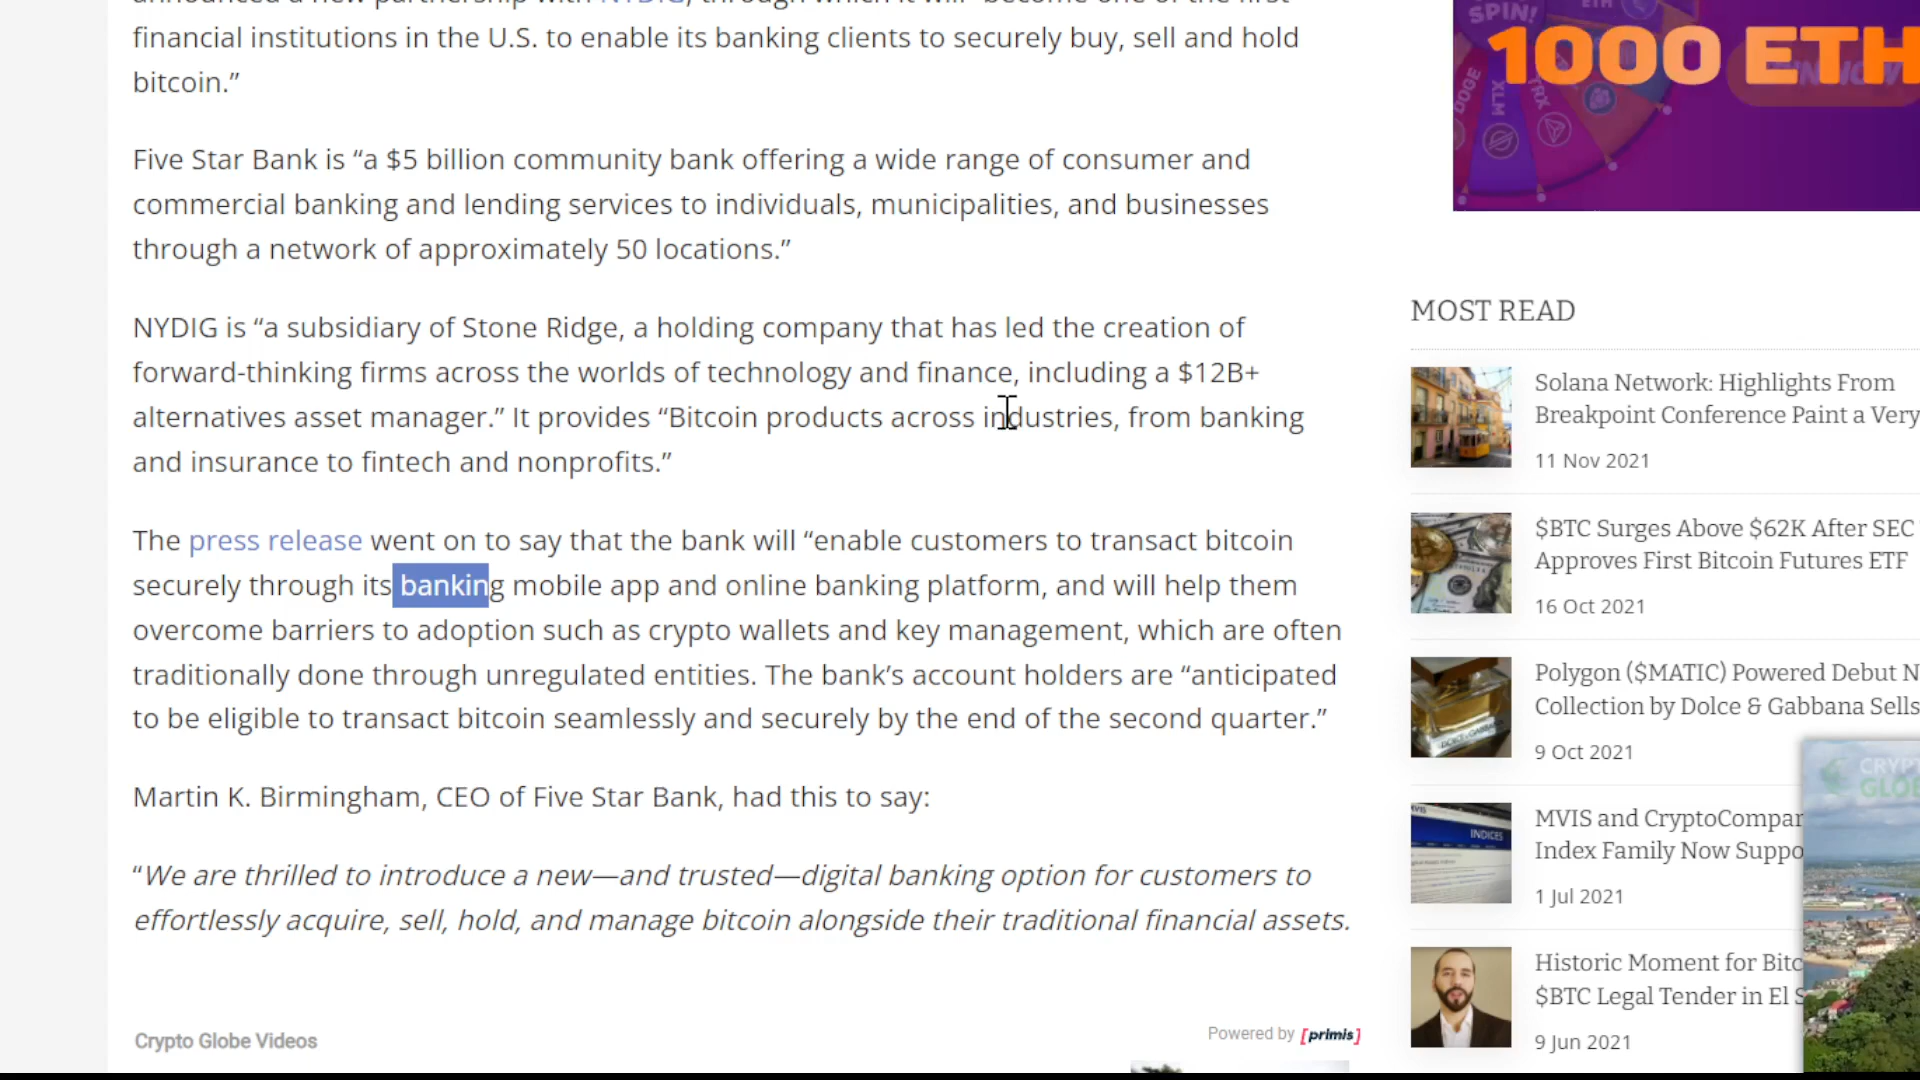 financial institutions in the U.S. to enable its banking clients to securely buy, sell and hold
bitcoin.”
Five Star Bank is “a $5 billion community bank offering a wide range of consumer and
commercial banking and lending services to individuals, municipalities, and businesses
through a network of approximately 50 locations.”
NYDIG is “a subsidiary of Stone Ridge, a holding company that has led the creation of
forward-thinking firms across the worlds of technology and finance, including a $12B+
alternatives asset manager.” It provides “Bitcoin products across industries, from banking
and insurance to fintech and nonprofits.”
The press release went on to say that the bank will “enable customers to transact bitcoin
securely through its banking mobile app and online banking platform, and will help them
overcome barriers to adoption such as crypto wallets and key management, which are often
traditionally done through unregulated entities. The bank’s account holders are “anticipated
to be eligible to transact bitcoin seamlessly and securely by the end of the second quarter.”
Martin K. Birmingham, CEO of Five Star Bank, had this to say:
“We are thrilled to introduce a new—and trusted—digital banking option for customers to
effortlessly acquire, sell, hold, and manage bitcoin alongside their traditional financial assets.
Crypto Globe Videos
Powered by [primis]
SPIN!
ETH
1000 ETH
DOGE
XLM
TRX
MOST READ
Solana Network: Highlights From
Breakpoint Conference Paint a Very
11 Nov 2021
$BTC Surges Above $62K After SEC
Approves First Bitcoin Futures ETF
16 Oct 2021
Polygon ($MATIC) Powered Debut N
Collection by Dolce & Gabbana Sells
9 Oct 2021
INDICES
MVIS and CryptoCompar
Index Family Now Suppo
1 Jul 2021
Historic Moment for Bitc
$BTC Legal Tender in El S
9 Jun 2021
CRYP
GLOB